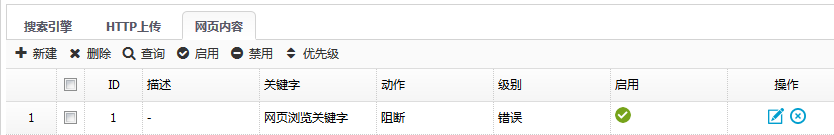 搜索引擎 HTTP上传 网页内容
新建 删除 查询 启用 禁用 优先级
ID 描述 关键字 动作 级别 启用 操作
1 1 - 网页浏览关键字 阻断 错误